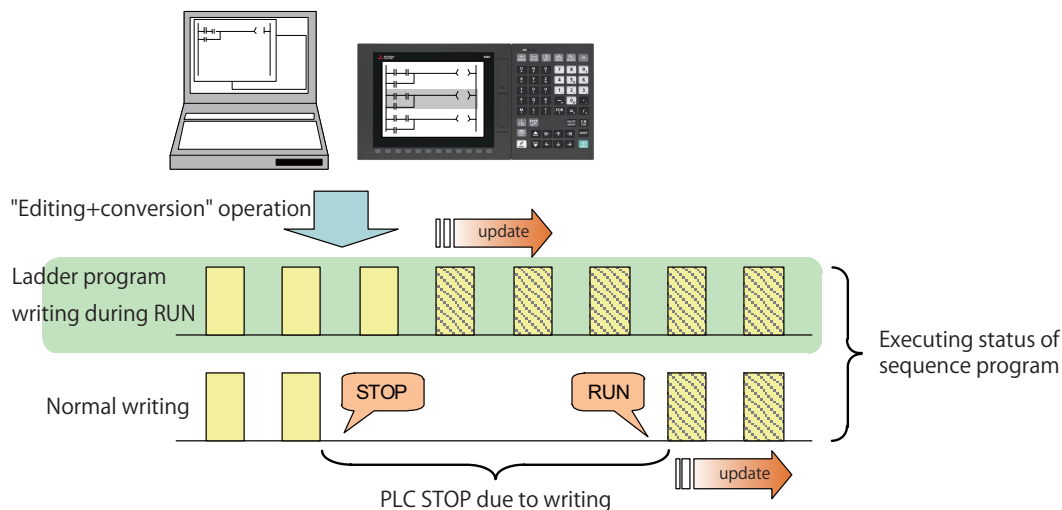 "Editing+conversion" operation
update
Ladder program
writing during RUN
Executing status of
sequence program
Normal writing
STOP
RUN
update
PLC STOP due to writing